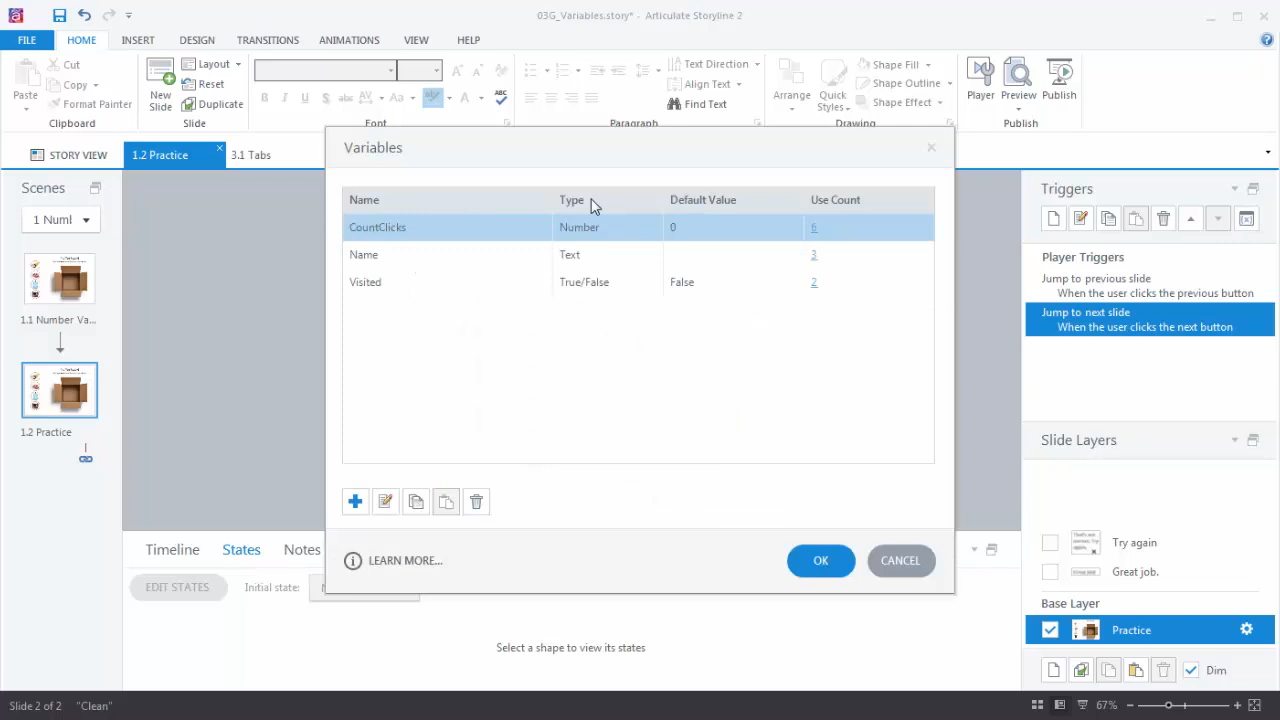 03G_Variables.story* - Articulate Storyline 2
FILE
HOME
INSERT
DESIGN
TRANSITIONS
ANIMATIONS
VIEW
HELP
Paste
Cut
Copy
Format Painter
Clipboard
New
Slide
Layout
Reset
Duplicate
Slide
B I U S abc AV Aa A
ABC
Font
Text Direction
Align Text
Find Text
Paragraph
Arrange
Quick
Styles
Shape Fill
Shape Outline
Shape Effect
Drawing
Player
Preview
Publish
Publish
STORY VIEW
1.2 Practice
3.1 Tabs
Scenes
1 Numl
1.1 Number Va...
1.2 Practice
Variables
Name Type Default Value Use Count
CountClicks Number 0 6
Name Text 3
Visited True/False False 2
LEARN MORE...
OK
CANCEL
Timeline
States
Notes
EDIT STATES
Initial state:
Select a shape to view its states
Triggers
Player Triggers
Jump to previous slide
When the user clicks the previous button
Jump to next slide
When the user clicks the next button
Slide Layers
Try again
Great job.
Base Layer
Practice
Dim
Slide 2 of 2
"Clean"
67%